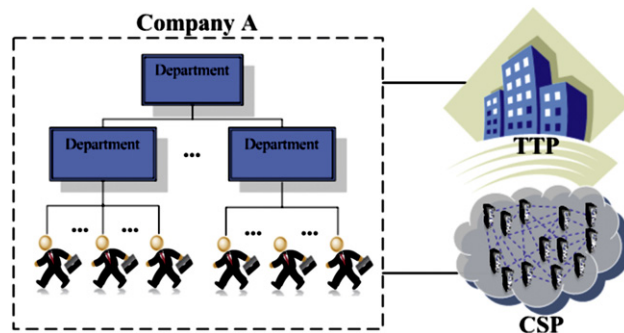 Company A
Department
Department
...
Department
... ...
... ...
TTP
CSP